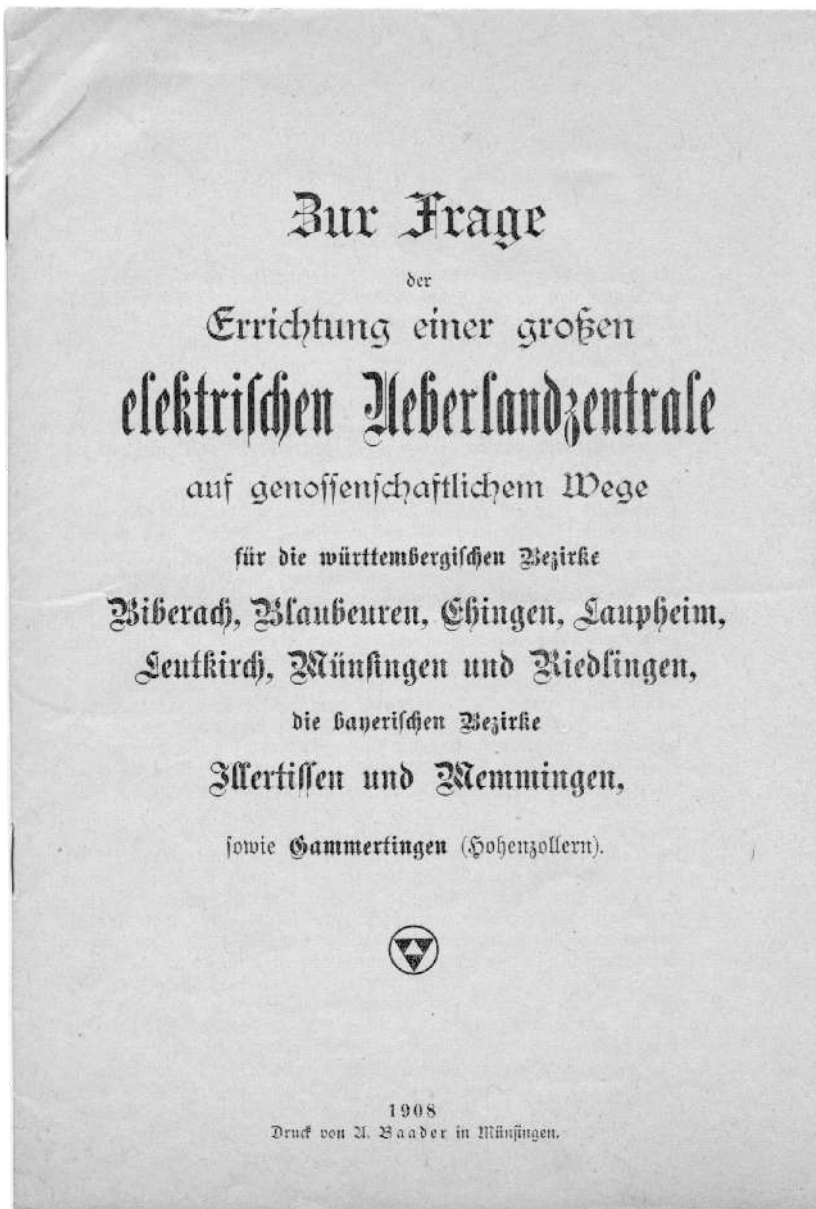 Zur Frage
der
Errichtung einer großen
elektrischen Ueberlandzentrale
auf genossenschaftlichem Wege
für die württembergischen Bezirke
Biberach, Blaubeuren, Ehingen, Laupheim,
Leutkirch, Münsingen und Riedlingen,
die bayerischen Bezirke
Illertissen und Memmingen,
sowie Gammertingen (Hohenzollern).
1908
Druck von A. Baader in Münsingen.